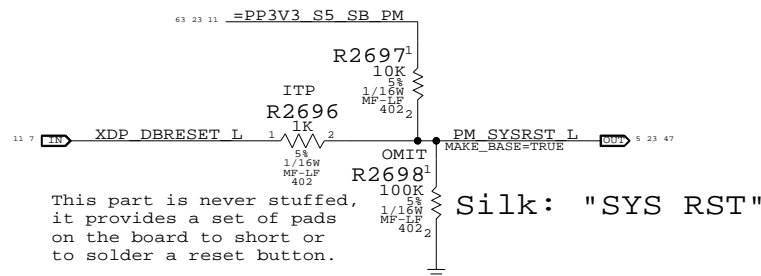 63 23 11 =PP3V3_S5_SB_PM
R2697 1
10K
5%
1/16W
MF-LF
402 2
ITP
R2696
1K
11 7 IN XDP_DBRESET_L 1 2 PM_SYSRST_L OUT 5 23 47
MAKE_BASE=TRUE
5%
1/16W
MF-LF
402
OMIT
R2698 1
100K
5%
1/16W
MF-LF
402 2
Silk: "SYS RST"
This part is never stuffed,
it provides a set of pads
on the board to short or
to solder a reset button.